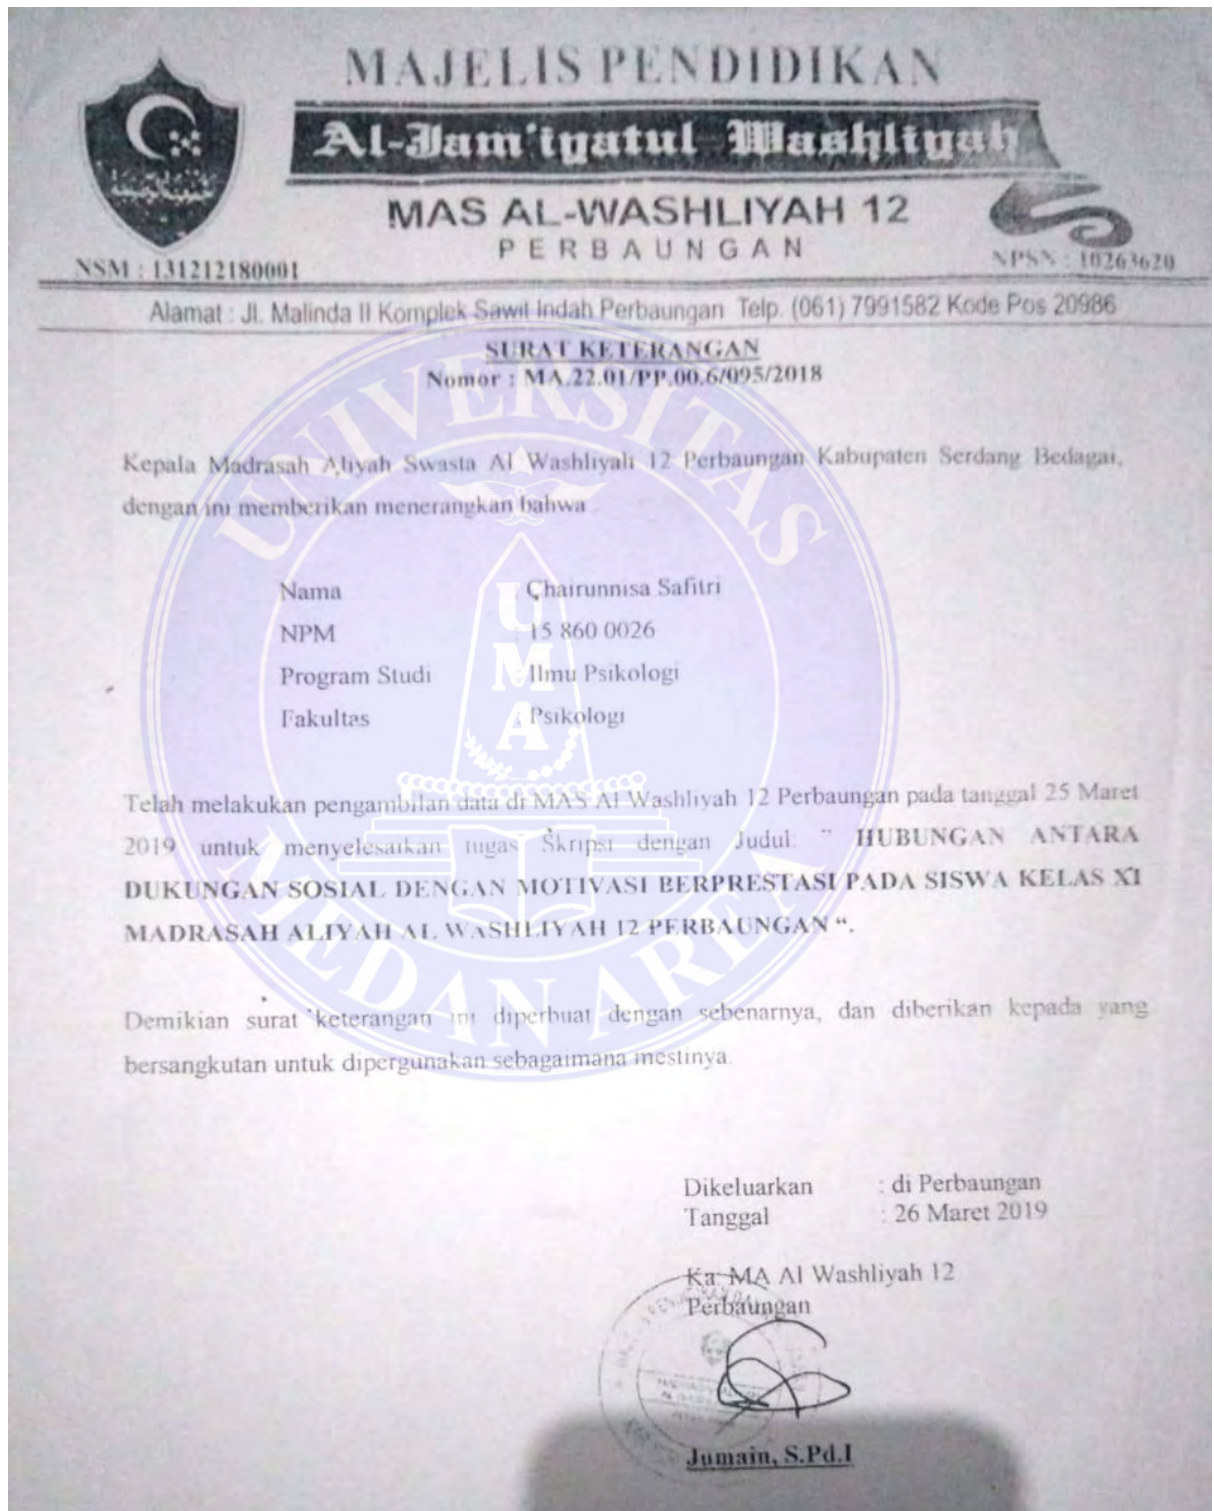 MAJELIS PENDIDIKAN
Al-Jam'iyatul Washliyah
MAS AL-WASHLIYAH 12
PERBAUNGAN
NSM : 131212180001
NPSN : 10263620
Alamat : Jl. Malinda II Komplek Sawit Indah Perbaungan Telp. (061) 7991582 Kode Pos 20986
SURAT KETERANGAN
Nomor : MA.22.01/PP.00.6/095/2018
Kepala Madrasah Aliyah Swasta Al Washliyah 12 Perbaungan Kabupaten Serdang Bedagai,
dengan ini memberikan menerangkan bahwa :
Nama : Chairunnisa Safitri
NPM : 15 860 0026
Program Studi : Ilmu Psikologi
Fakultas : Psikologi
Telah melakukan pengambilan data di MAS Al Washliyah 12 Perbaungan pada tanggal 25 Maret
2019 untuk menyelesaikan tugas Skripsi dengan Judul: " HUBUNGAN ANTARA
DUKUNGAN SOSIAL DENGAN MOTIVASI BERPRESTASI PADA SISWA KELAS XI
MADRASAH ALIYAH AL WASHLIYAH 12 PERBAUNGAN “.
Demikian surat keterangan ini diperbuat dengan sebenarnya, dan diberikan kepada yang
bersangkutan untuk dipergunakan sebagaimana mestinya.
Dikeluarkan : di Perbaungan
Tanggal : 26 Maret 2019
Ka. MA Al Washliyah 12
Perbaungan
Jumain, S.Pd.I
UNIVERSITAS
MEDAN AREA
UMA